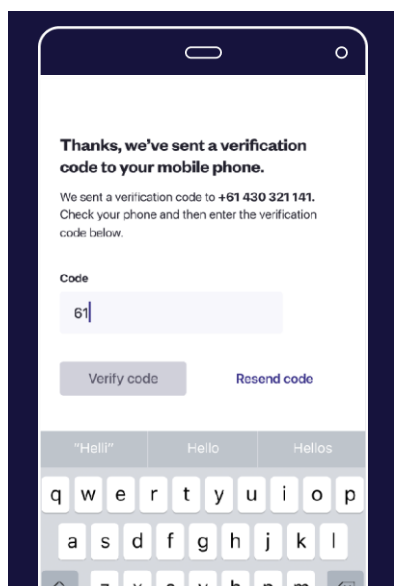 Thanks, we've sent a verification
code to your mobile phone.
We sent a verification code to +61 430 321 141.
Check your phone and then enter the verification
code below.
Code
61
Verify code Resend code
"Helli" Hello Hellos
q w e r t y u i o p
a s d f g h j k l
z x c v b n m